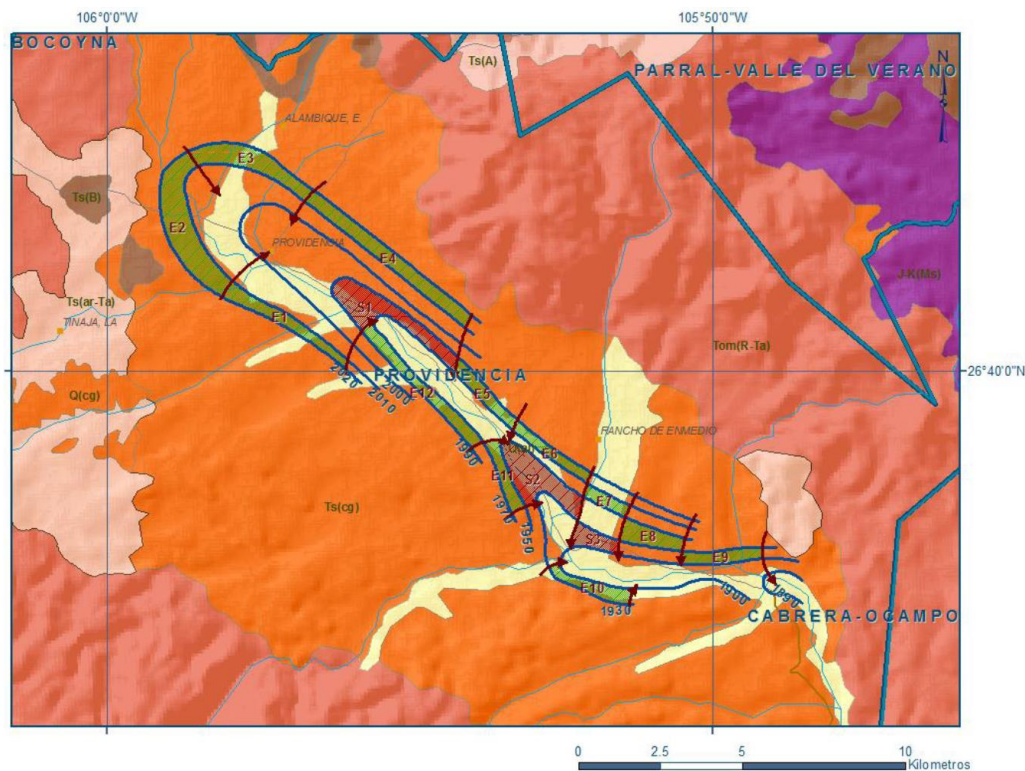 106°0'0"W
105°50'0"W
BOCOYNA
N
Ts(A)
PARRAL-VALLE DEL VERANO
ALAMBIQUE, E.
E3
Ts(B)
E2
PROVIDENCIA
E4
J-K(Ms)
Ts(ar-Ta)
TINAJA, LA
S1
E1
Tom(R-Ta)
PROVIDENCIA
26°40'0"N
2020
2000
2010
E12
E5
Q(cg)
RANCHO DE ENMEDIO
1990
E6
E11
S2
Ts(cg)
1970
E7
1950
S3
E8
E9
E10
1930
1900
1890
CABRERA-OCAMPO
0
2.5
5
10
Kilometros